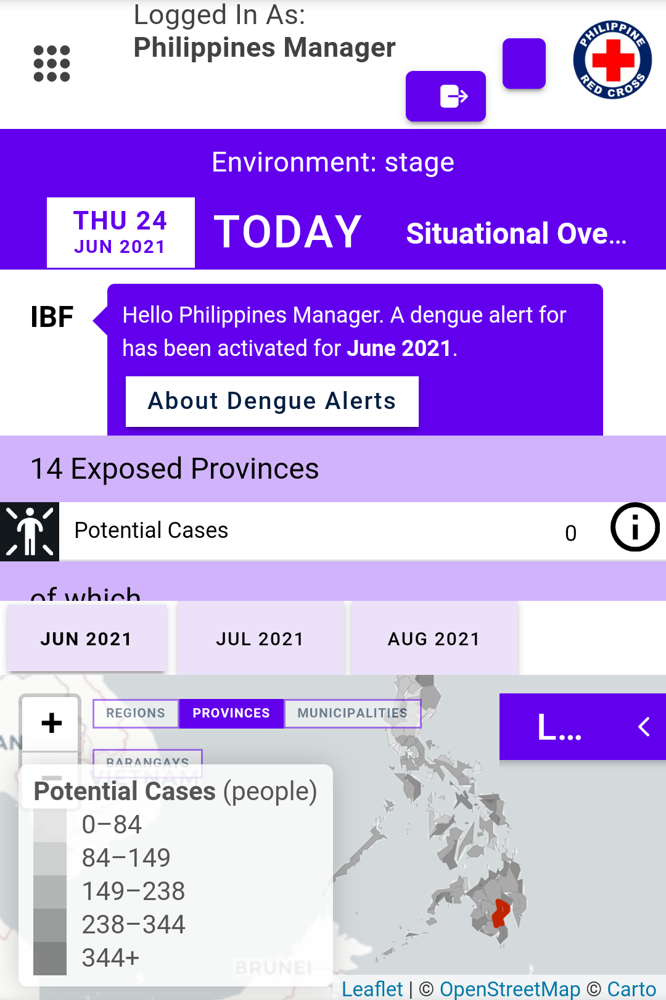 Logged In As:
Philippines Manager
PHILIPPINE
RED CROSS
Environment: stage
THU 24
JUN 2021
TODAY
Situational Ove...
IBF
Hello Philippines Manager. A dengue alert for
has been activated for June 2021.
About Dengue Alerts
14 Exposed Provinces
Potential Cases
0
of which
JUN 2021
JUL 2021
AUG 2021
+
REGIONS
PROVINCES
MUNICIPALITIES
L...
BARANGAYS
VIETNAM
Potential Cases (people)
0–84
84–149
149–238
238–344
344+
BRUNEI
Leaflet | © OpenStreetMap © Carto